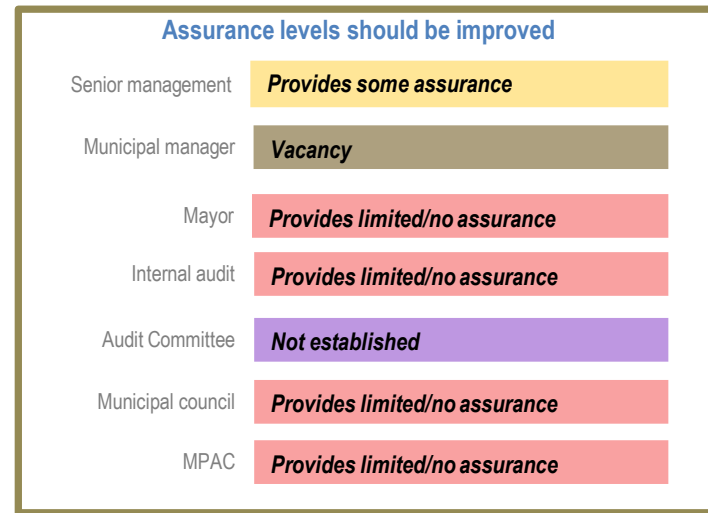 Assurance levels should be improved
Senior management Provides some assurance
Municipal manager Vacancy
Mayor Provides limited/no assurance
Internal audit Provides limited/no assurance
Audit Committee Not established
Municipal council Provides limited/no assurance
MPAC Provides limited/no assurance